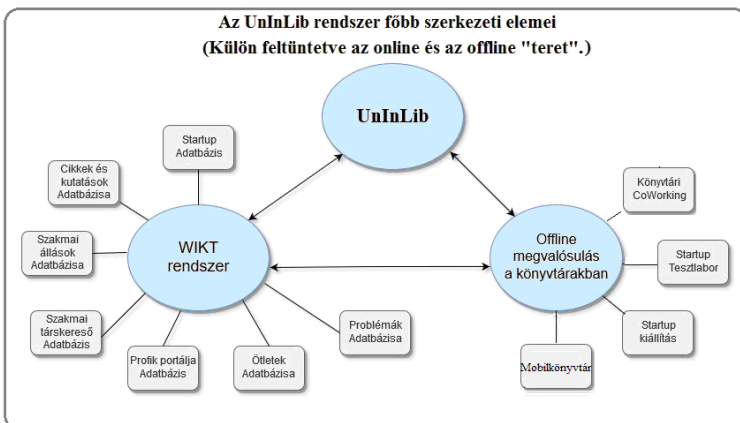 Az UnInLib rendszer főbb szerkezeti elemei
(Külön feltüntetve az online és az offline "teret".)
UnInLib
Startup
Adatbázis
Cikkek és
kutatások
Adatbázisa
Szakmai
állások
Adatbázisa
Szakmai
társkereső
Adatbázis
Profik portálja
Adatbázis
Ötletek
Adatbázisa
Problémák
Adatbázisa
WIKT
rendszer
Offline
megvalósulás
a könyvtárakban
Könyvtári
CoWorking
Startup
Tesztlabor
Startup
kiállítás
Mobilkönyvtár